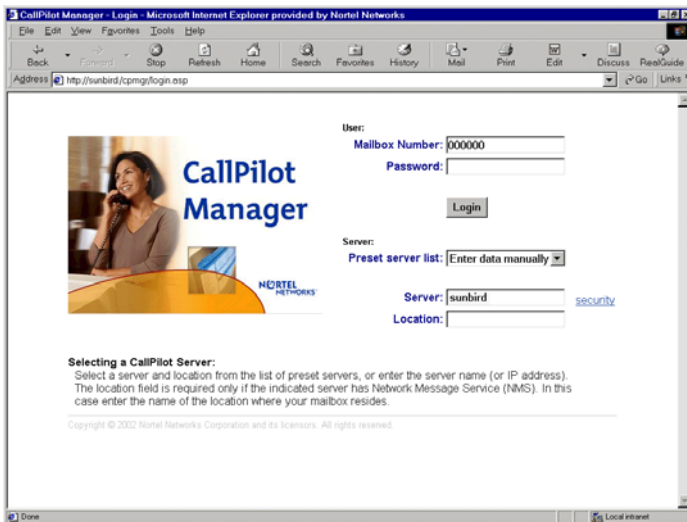 CallPilot Manager - Login - Microsoft Internet Explorer provided by Nortel Networks
File Edit View Favorites Tools Help
Back Forward Stop Refresh Home Search Favorites History Mail Print Edit Discuss RealGuide
Address http://sunbird/cpmgr/login.asp Go Links
User:
Mailbox Number: 000000
Password:
CallPilot
Manager
Login
Server:
Preset server list: Enter data manually
NORTEL
NETWORKS
Server: sunbird security
Location:
Selecting a CallPilot Server:
Select a server and location from the list of preset servers, or enter the server name (or IP address).
The location field is required only if the indicated server has Network Message Service (NMS). In this
case enter the name of the location where your mailbox resides.
Copyright © 2002 Nortel Networks Corporation and its licensors. All rights reserved.
Done Local intranet